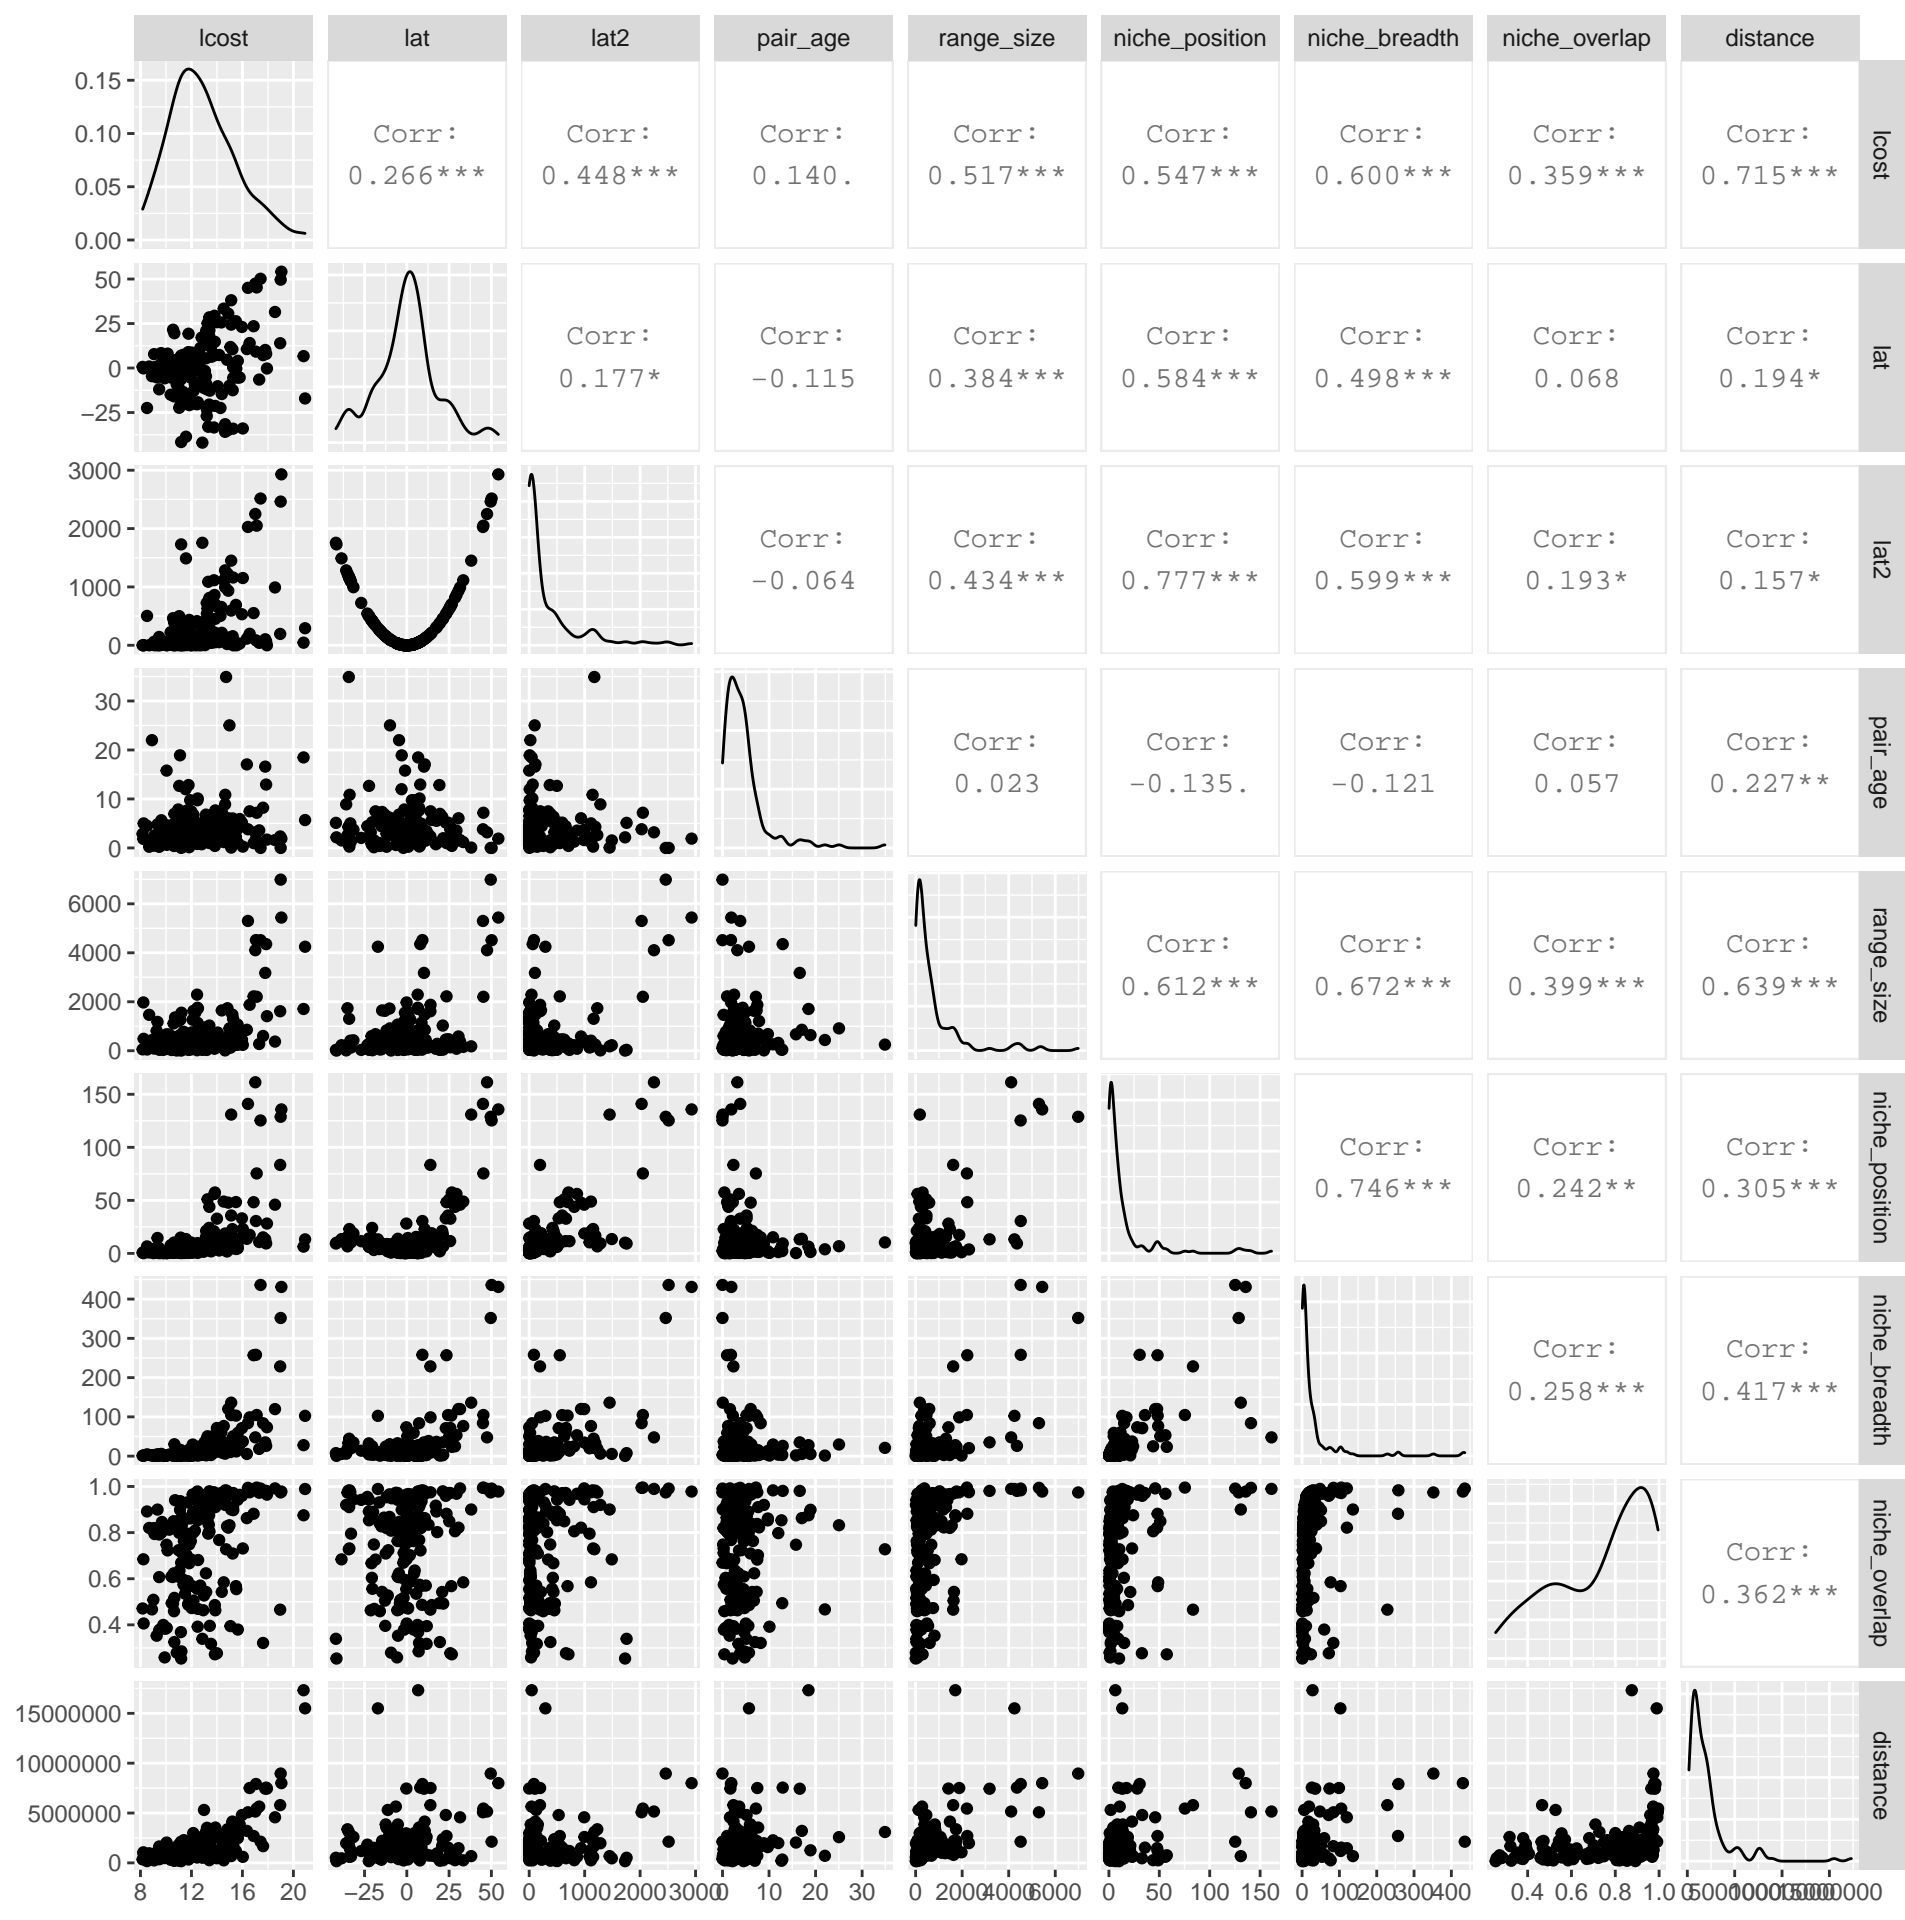 lcost lat lat2 pair_age range_size niche_position niche_breadth niche_overlap distance
0.15
0.10
0.05
0.00
Corr: Corr: Corr: Corr: Corr: Corr: Corr: Corr:
0.266*** 0.448*** 0.140. 0.517*** 0.547*** 0.600*** 0.359*** 0.715***
lcost
50
25
0
−25
Corr: Corr: Corr: Corr: Corr: Corr: Corr:
0.177* −0.115 0.384*** 0.584*** 0.498*** 0.068 0.194*
lat
3000
2000
1000
0
Corr: Corr: Corr: Corr: Corr: Corr:
−0.064 0.434*** 0.777*** 0.599*** 0.193* 0.157*
lat2
30
20
10
0
Corr: Corr: Corr: Corr: Corr:
0.023 −0.135. −0.121 0.057 0.227**
pair_age
6000
4000
2000
0
Corr: Corr: Corr: Corr:
0.612*** 0.672*** 0.399*** 0.639***
range_size
150
100
50
0
Corr: Corr: Corr:
0.746*** 0.242** 0.305***
niche_position
400
300
200
100
0
Corr: Corr:
0.258*** 0.417***
niche_breadth
1.0
0.8
0.6
0.4
Corr:
0.362***
niche_overlap
15000000
10000000
5000000
0
distance
8 12 16 20 −25 0 25 50 0 1000 2000 3000 0 10 20 30 0 2000 4000 6000 0 50 100 150 0 100 200 300 400 0.4 0.6 0.8 1.0 0 5000000 10000000 15000000